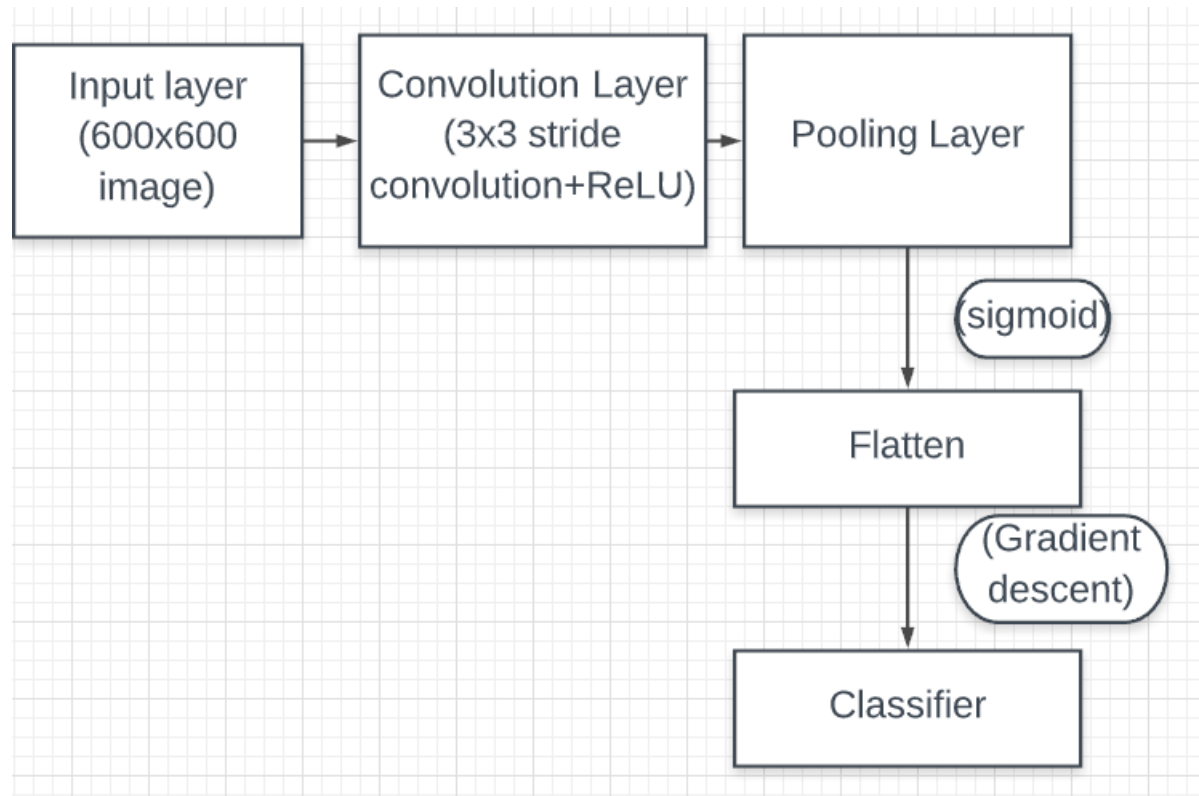 Input layer
(600x600
image)
Convolution Layer
(3x3 stride
convolution+ReLU)
Pooling Layer
(sigmoid)
Flatten
(Gradient
descent)
Classifier